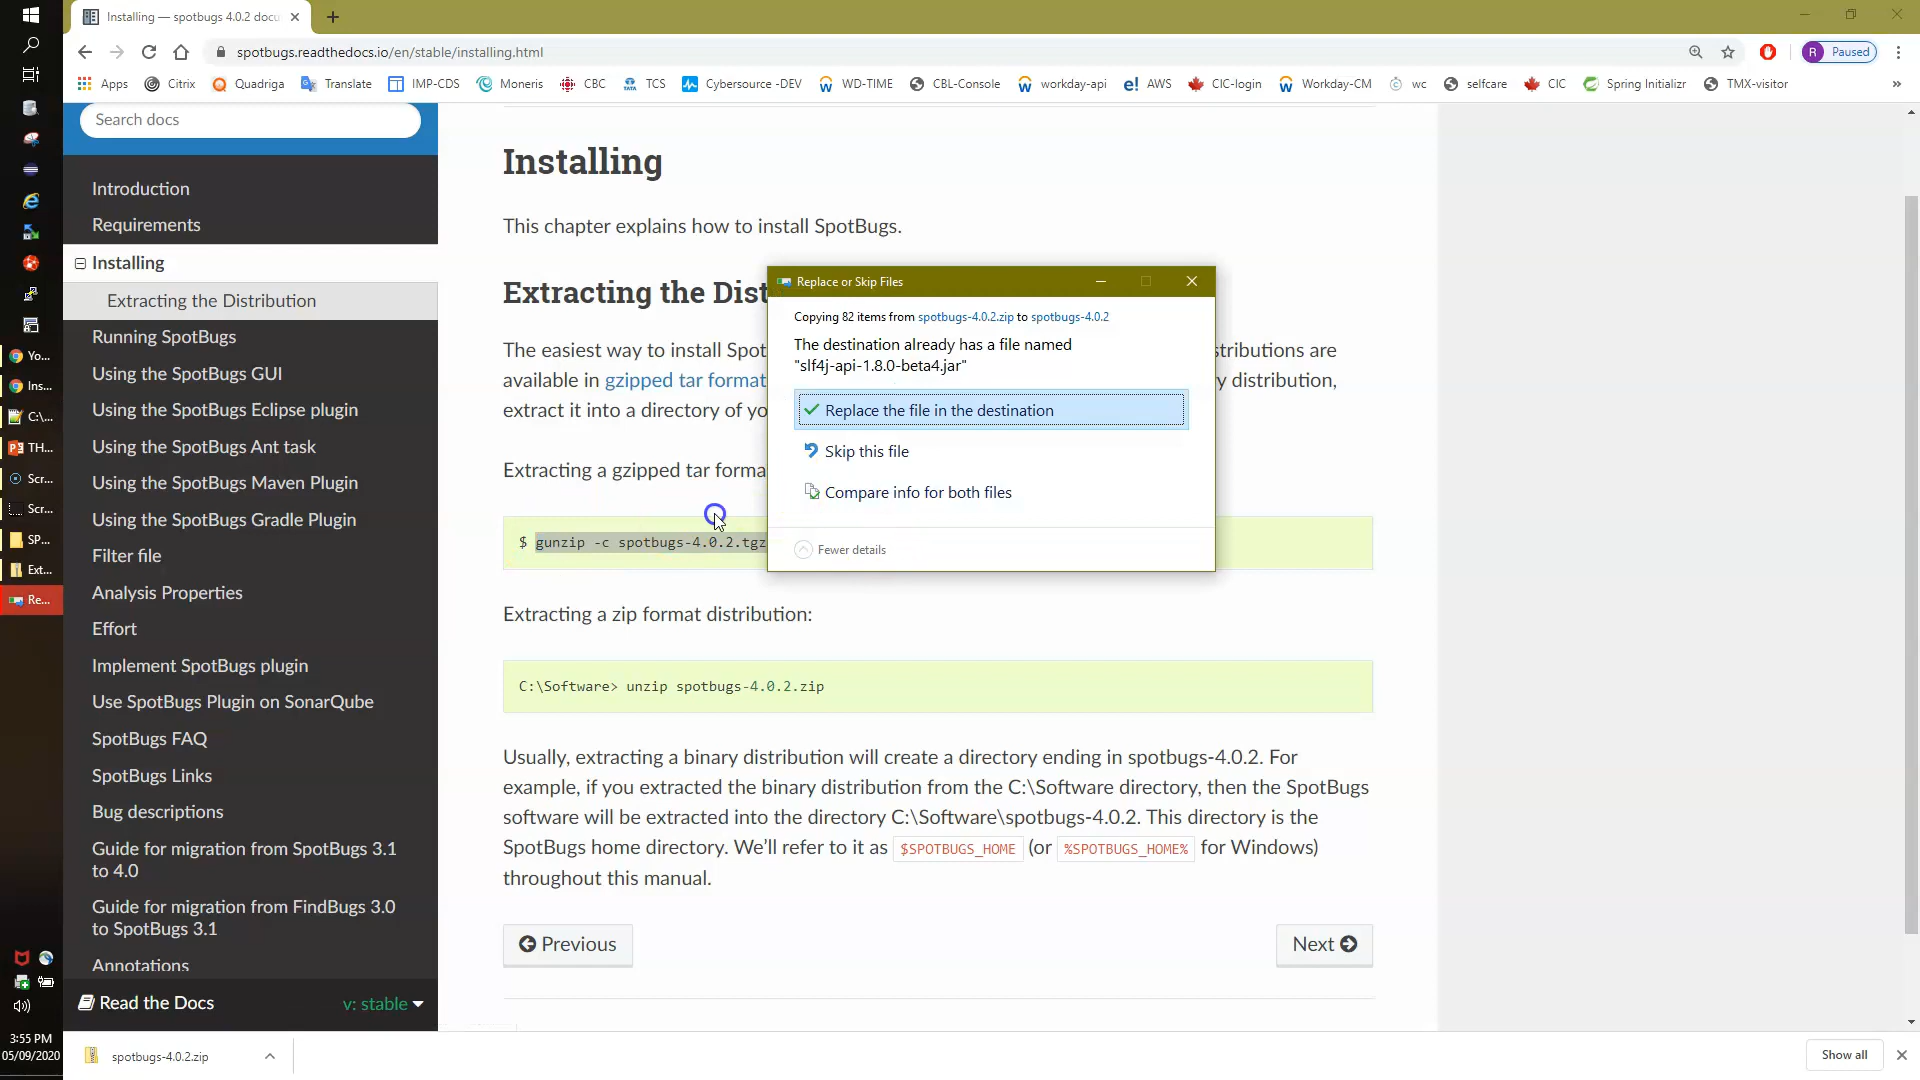 Installing — spotbugs 4.0.2 docu
spotbugs.readthedocs.io/en/stable/installing.html
R Paused
Apps Citrix Quadriga Translate IMP-CDS Moneris CBC TCS Cybersource -DEV WD-TIME CBL-Console workday-api AWS CIC-login Workday-CM wc selfcare CIC Spring Initializr TMX-visitor »
Search docs
Introduction
Requirements
Installing
Extracting the Distribution
Running SpotBugs
Using the SpotBugs GUI
Using the SpotBugs Eclipse plugin
Using the SpotBugs Ant task
Using the SpotBugs Maven Plugin
Using the SpotBugs Gradle Plugin
Filter file
Analysis Properties
Effort
Implement SpotBugs plugin
Use SpotBugs Plugin on SonarQube
SpotBugs FAQ
SpotBugs Links
Bug descriptions
Guide for migration from SpotBugs 3.1
to 4.0
Guide for migration from FindBugs 3.0
to SpotBugs 3.1
Annotations
Read the Docs v: stable
Installing
This chapter explains how to install SpotBugs.
Extracting the Dist
The easiest way to install Spot
stributions are
available in gzipped tar format
y distribution,
extract it into a directory of yo
Extracting a gzipped tar forma
$ gunzip -c spotbugs-4.0.2.tgz
Extracting a zip format distribution:
C:\Software> unzip spotbugs-4.0.2.zip
Usually, extracting a binary distribution will create a directory ending in spotbugs-4.0.2. For
example, if you extracted the binary distribution from the C:\Software directory, then the SpotBugs
software will be extracted into the directory C:\Software\spotbugs-4.0.2. This directory is the
SpotBugs home directory. We'll refer to it as $SPOTBUGS_HOME (or %SPOTBUGS_HOME% for Windows)
throughout this manual.
Previous
Next
Replace or Skip Files
Copying 82 items from spotbugs-4.0.2.zip to spotbugs-4.0.2
The destination already has a file named
"slf4j-api-1.8.0-beta4.jar"
Replace the file in the destination
Skip this file
Compare info for both files
Fewer details
Yo...
Ins...
C:\...
TH...
Scr...
Scr...
SP...
Ext...
Re...
3:55 PM
05/09/2020
spotbugs-4.0.2.zip
Show all